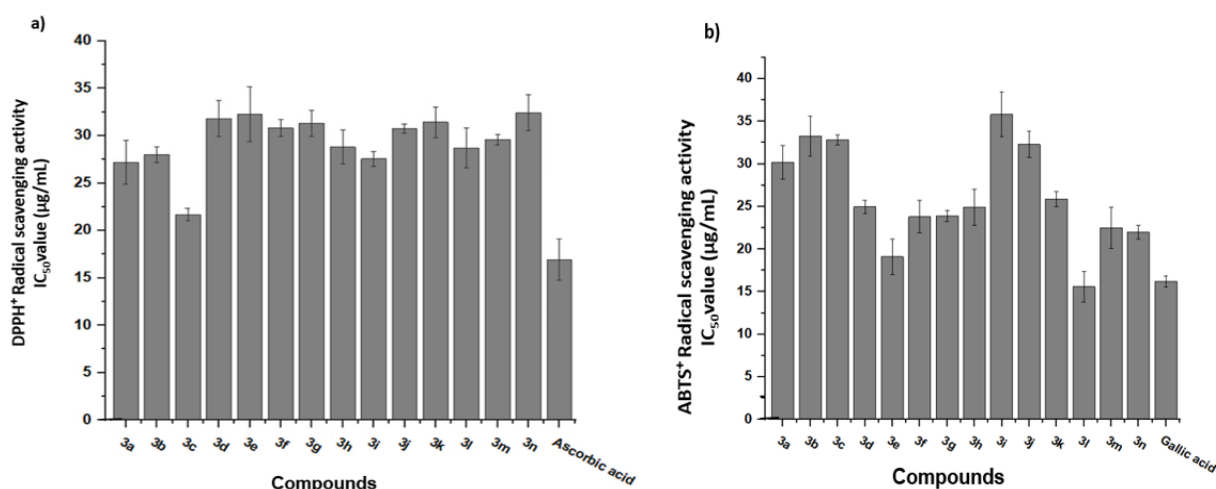 a)
DPPH⁺ Radical scavenging activity
IC₅₀value (µg/mL)
40
35
30
25
20
15
10
5
0
3a 3b 3c 3d 3e 3f 3g 3h 3i 3j 3k 3l 3m 3n Ascorbic acid
Compounds
b)
ABTS⁺ Radical scavenging activity
IC₅₀value (µg/mL)
40
35
30
25
20
15
10
5
0
3a 3b 3c 3d 3e 3f 3g 3h 3i 3j 3k 3l 3m 3n Gallic acid
Compounds